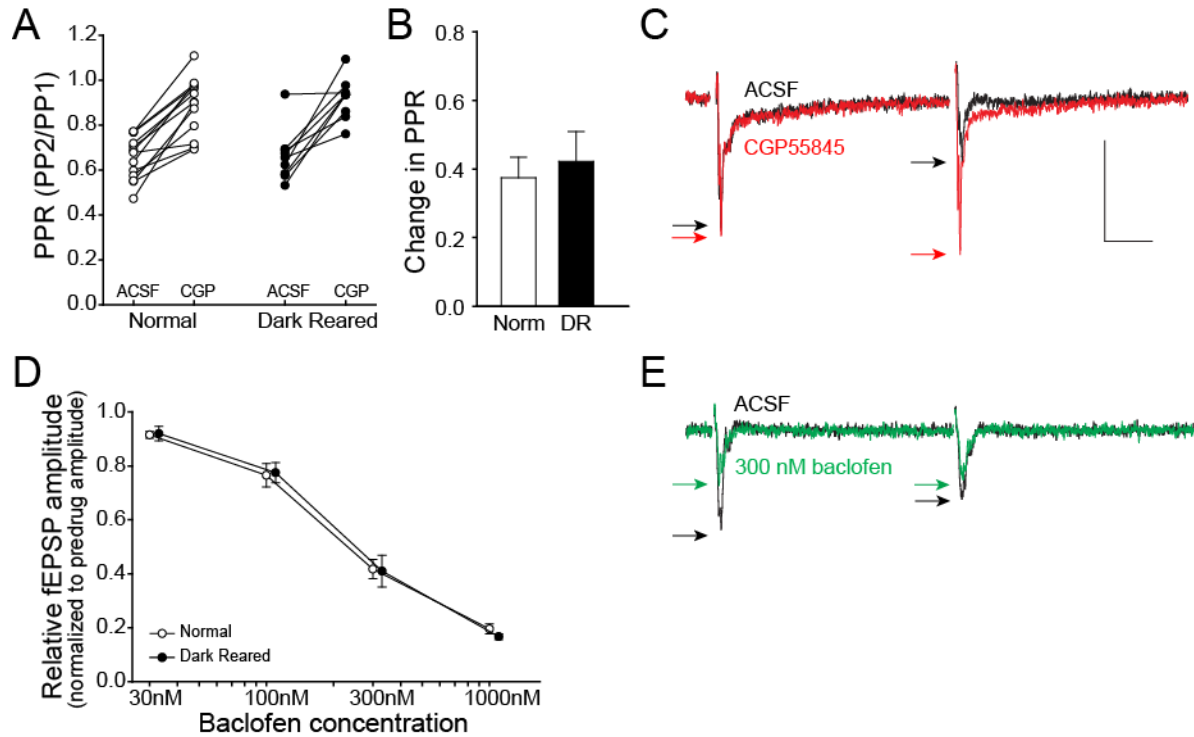 A
PPR (PP2/PP1)
1.2
1.0
0.8
0.6
0.4
0.2
0.0
ACSF CGP ACSF CGP
Normal Dark Reared
B
Change in PPR
0.8
0.6
0.4
0.2
0.0
Norm DR
C
ACSF
CGP55845
D
Relative fEPSP amplitude
(normalized to predrug amplitude)
1.0
0.8
0.6
0.4
0.2
0.0
Normal
Dark Reared
30nM 100nM 300nM 1000nM
Baclofen concentration
E
ACSF
300 nM baclofen